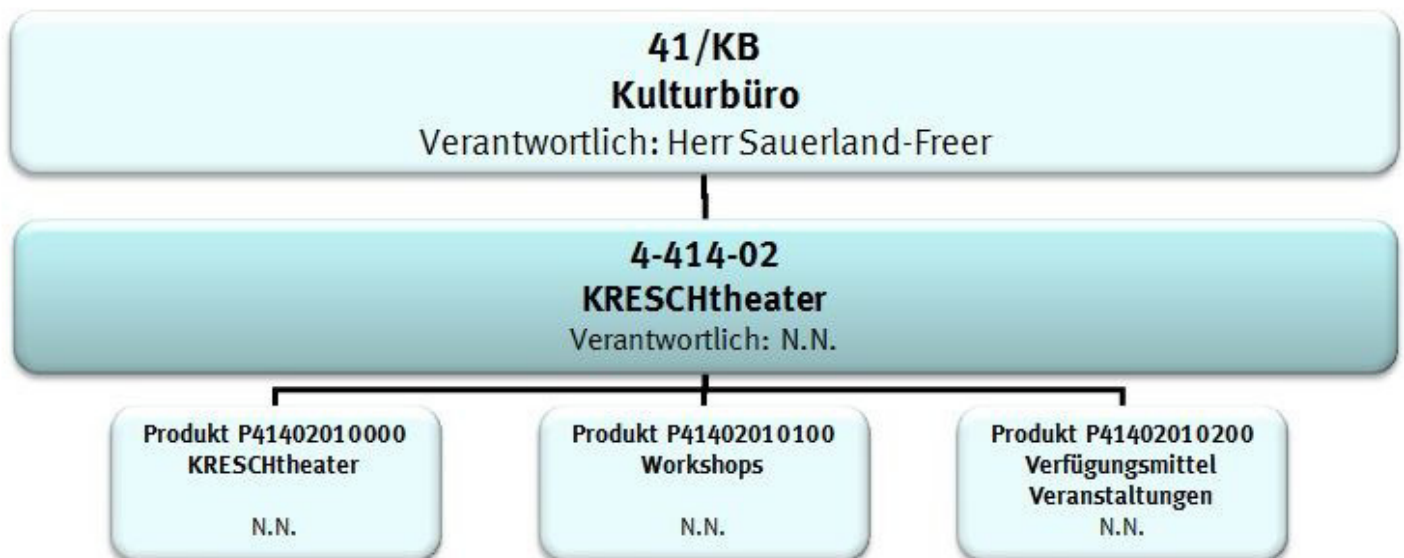 41/KB
Kulturbüro
Verantwortlich: Herr Sauerland-Freer
4-414-02
KRESCHtheater
Verantwortlich: N.N.
Produkt P41402010000
KRESCHtheater
N.N.
Produkt P41402010100
Workshops
N.N.
Produkt P41402010200
Verfügungsmittel
Veranstaltungen
N.N.